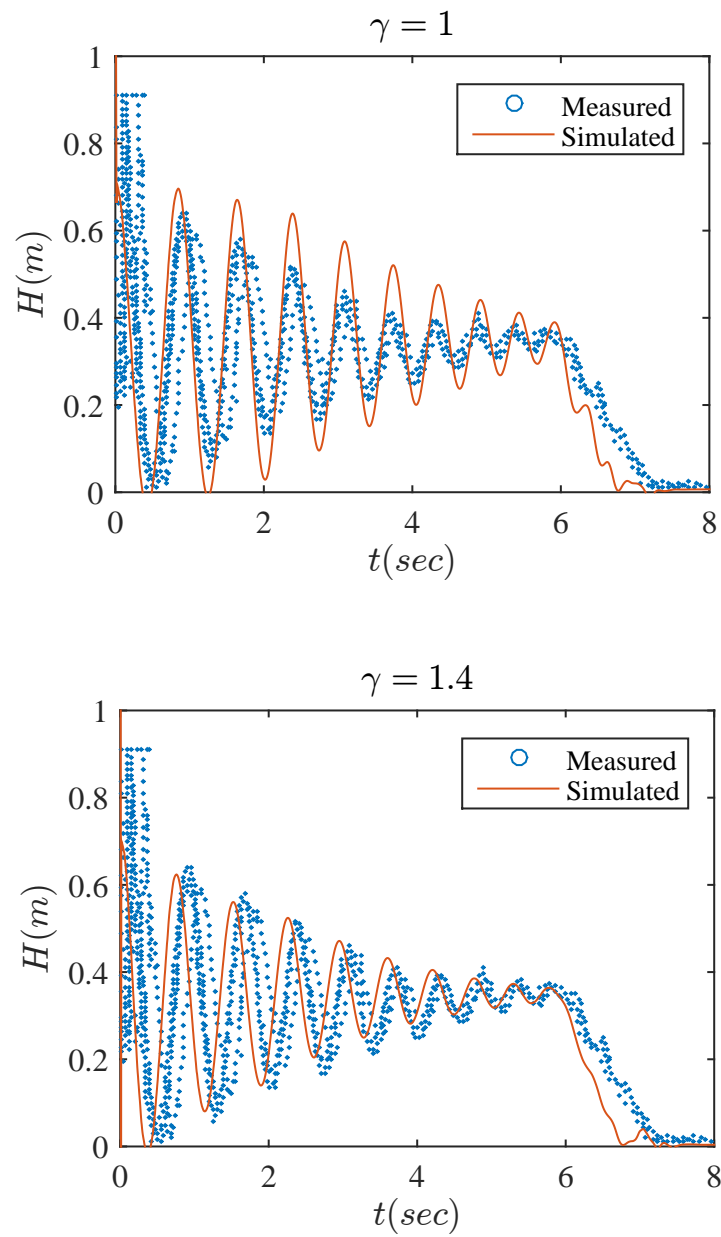 γ = 1
1
0.8
0.6
0.4
0.2
0
H(m)
Measured
Simulated
0 2 4 6 8
t(sec)
γ = 1.4
1
0.8
0.6
0.4
0.2
0
H(m)
Measured
Simulated
0 2 4 6 8
t(sec)